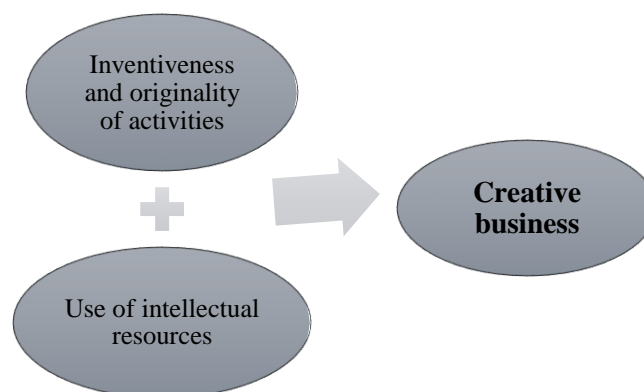 Inventiveness
and originality
of activities
Use of intellectual
resources
Creative
business